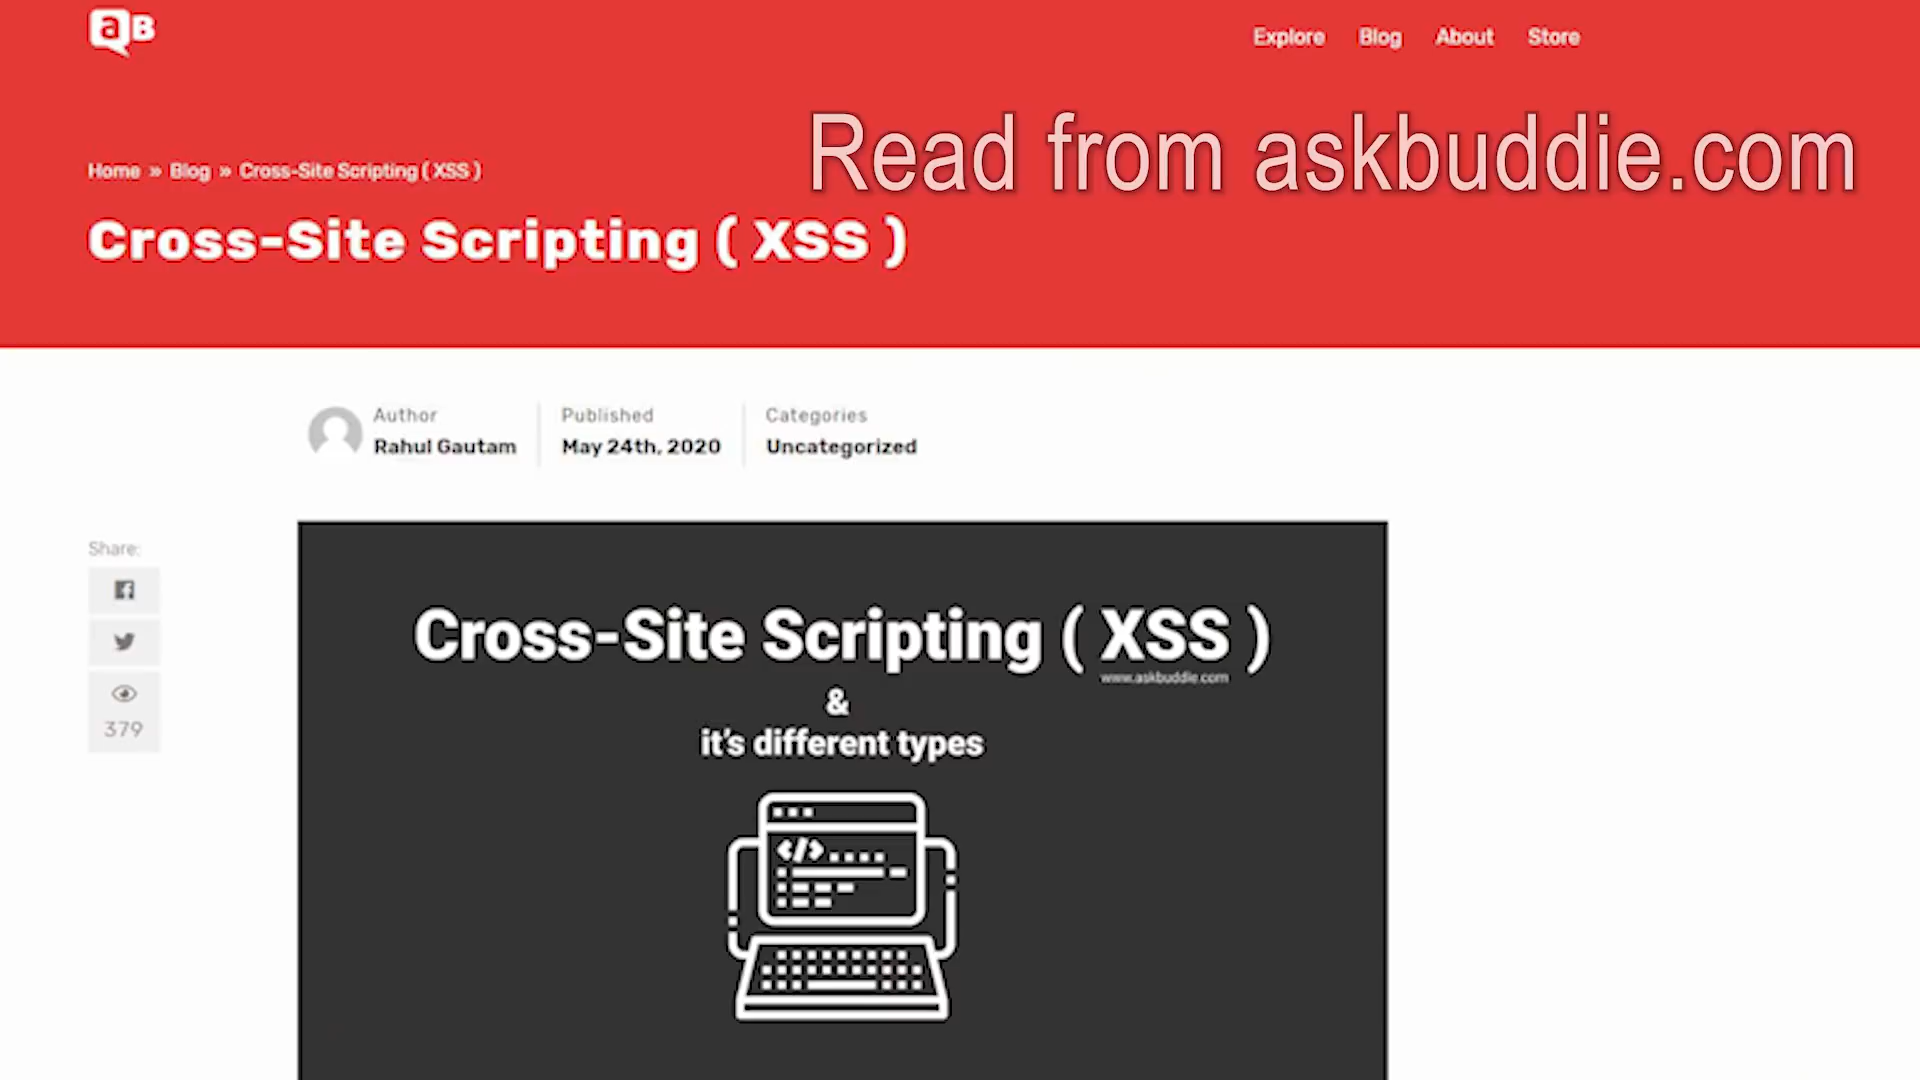 aB
Explore Blog About Store
Read from askbuddie.com
Home » Blog » Cross-Site Scripting ( XSS )
Cross-Site Scripting ( XSS )
Author
Rahul Gautam
Published
May 24th, 2020
Categories
Uncategorized
Share:
379
Cross-Site Scripting ( XSS )
www.askbuddie.com
&
it's different types